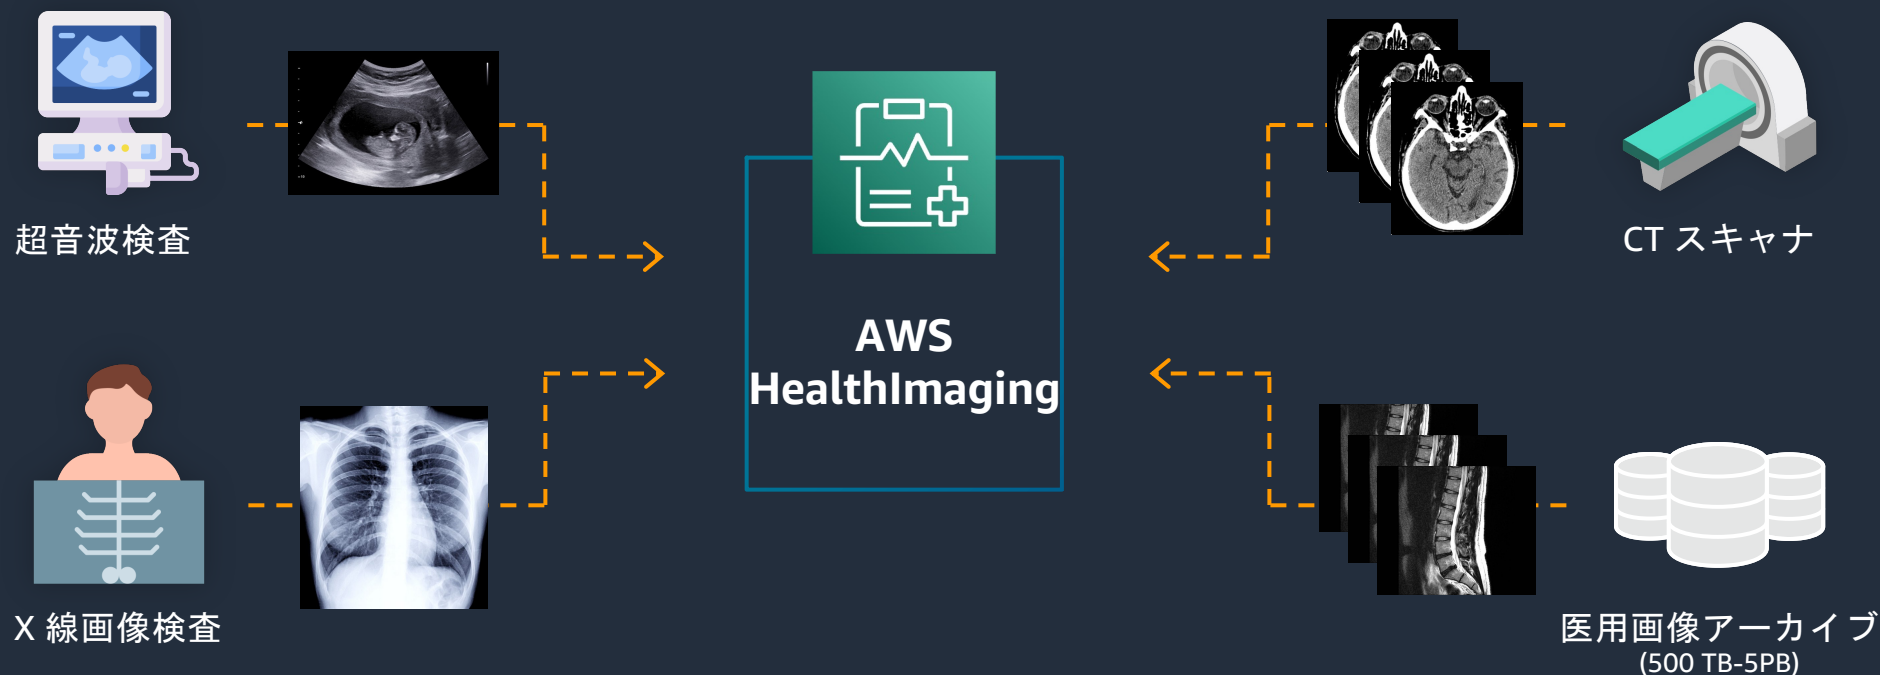 超音波検査
CT スキャナ
AWS
HealthImaging
X 線画像検査
医用画像アーカイブ
(500 TB-5PB)